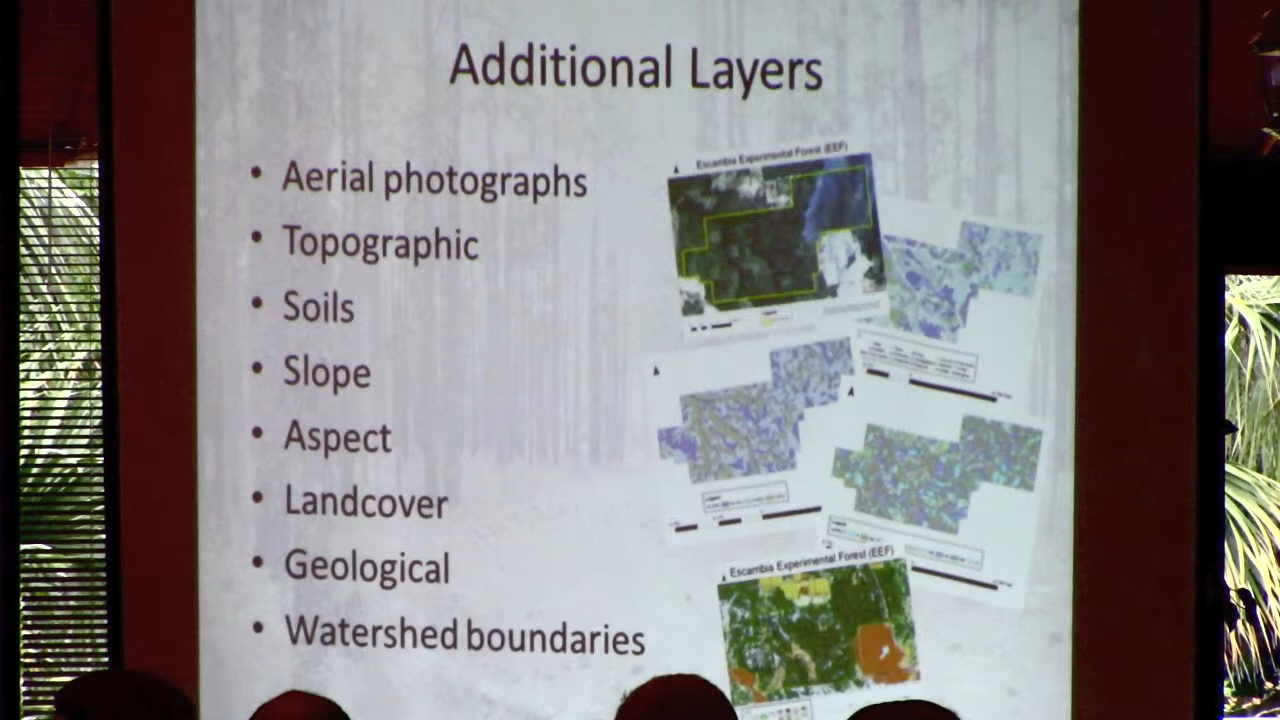 Additional Layers
• Aerial photographs
• Topographic
• Soils
• Slope
• Aspect
• Landcover
• Geological
• Watershed boundaries
Escambia Experimental Forest (EEF)
Escambia Experimental Forest (EEF)